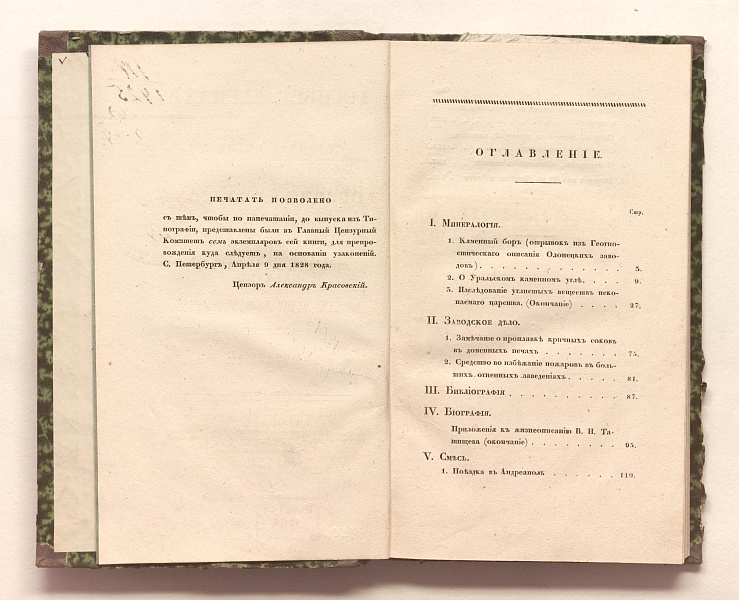 ПЕЧАТАТЬ ПОЗВОЛЕНО
съ тѣмъ, чтобы по напечатаніи, до выпуска изъ Ти-
пографіи, представлены были въ Главный Цензурный
Комитетъ семь экземпляровъ сей книги, для препро-
вожденія куда слѣдуетъ, на основаніи узаконеній.
С. Петербургъ, Апрѣля 9 дня 1828 года.
Цензоръ Александръ Красовскій.
ОГЛАВЛЕНІЕ.
Стр.
I. Минералогія.
1. Каменный боръ (отрывокъ изъ Геогно-
стическаго описанія Олонецкихъ заво-
довъ) . . . . . . . . . . . . . 3.
2. О Уральскомъ каменномъ углѣ. . . . . 9.
3. Изслѣдованіе углистыхъ веществъ иско-
паемаго царства. (Окончаніе) . . . . 27.
II. Заводское дѣло.
1. Замѣчаніе о проплавкѣ кричныхъ соковъ
въ доменныхъ печахъ . . . . . . . 75.
2. Средство во избѣжаніе пожаровъ въ боль-
шихъ огненныхъ заведеніяхъ . . . . . 81.
III. Библіографія . . . . . . . . . . 87.
IV. Біографія.
Приложенія къ жизнеописанію В. Н. Та-
тищева (окончаніе) . . . . . . . . 95.
V. Смѣсь.
1. Поѣздка въ Андреаполь . . . . . . 119.